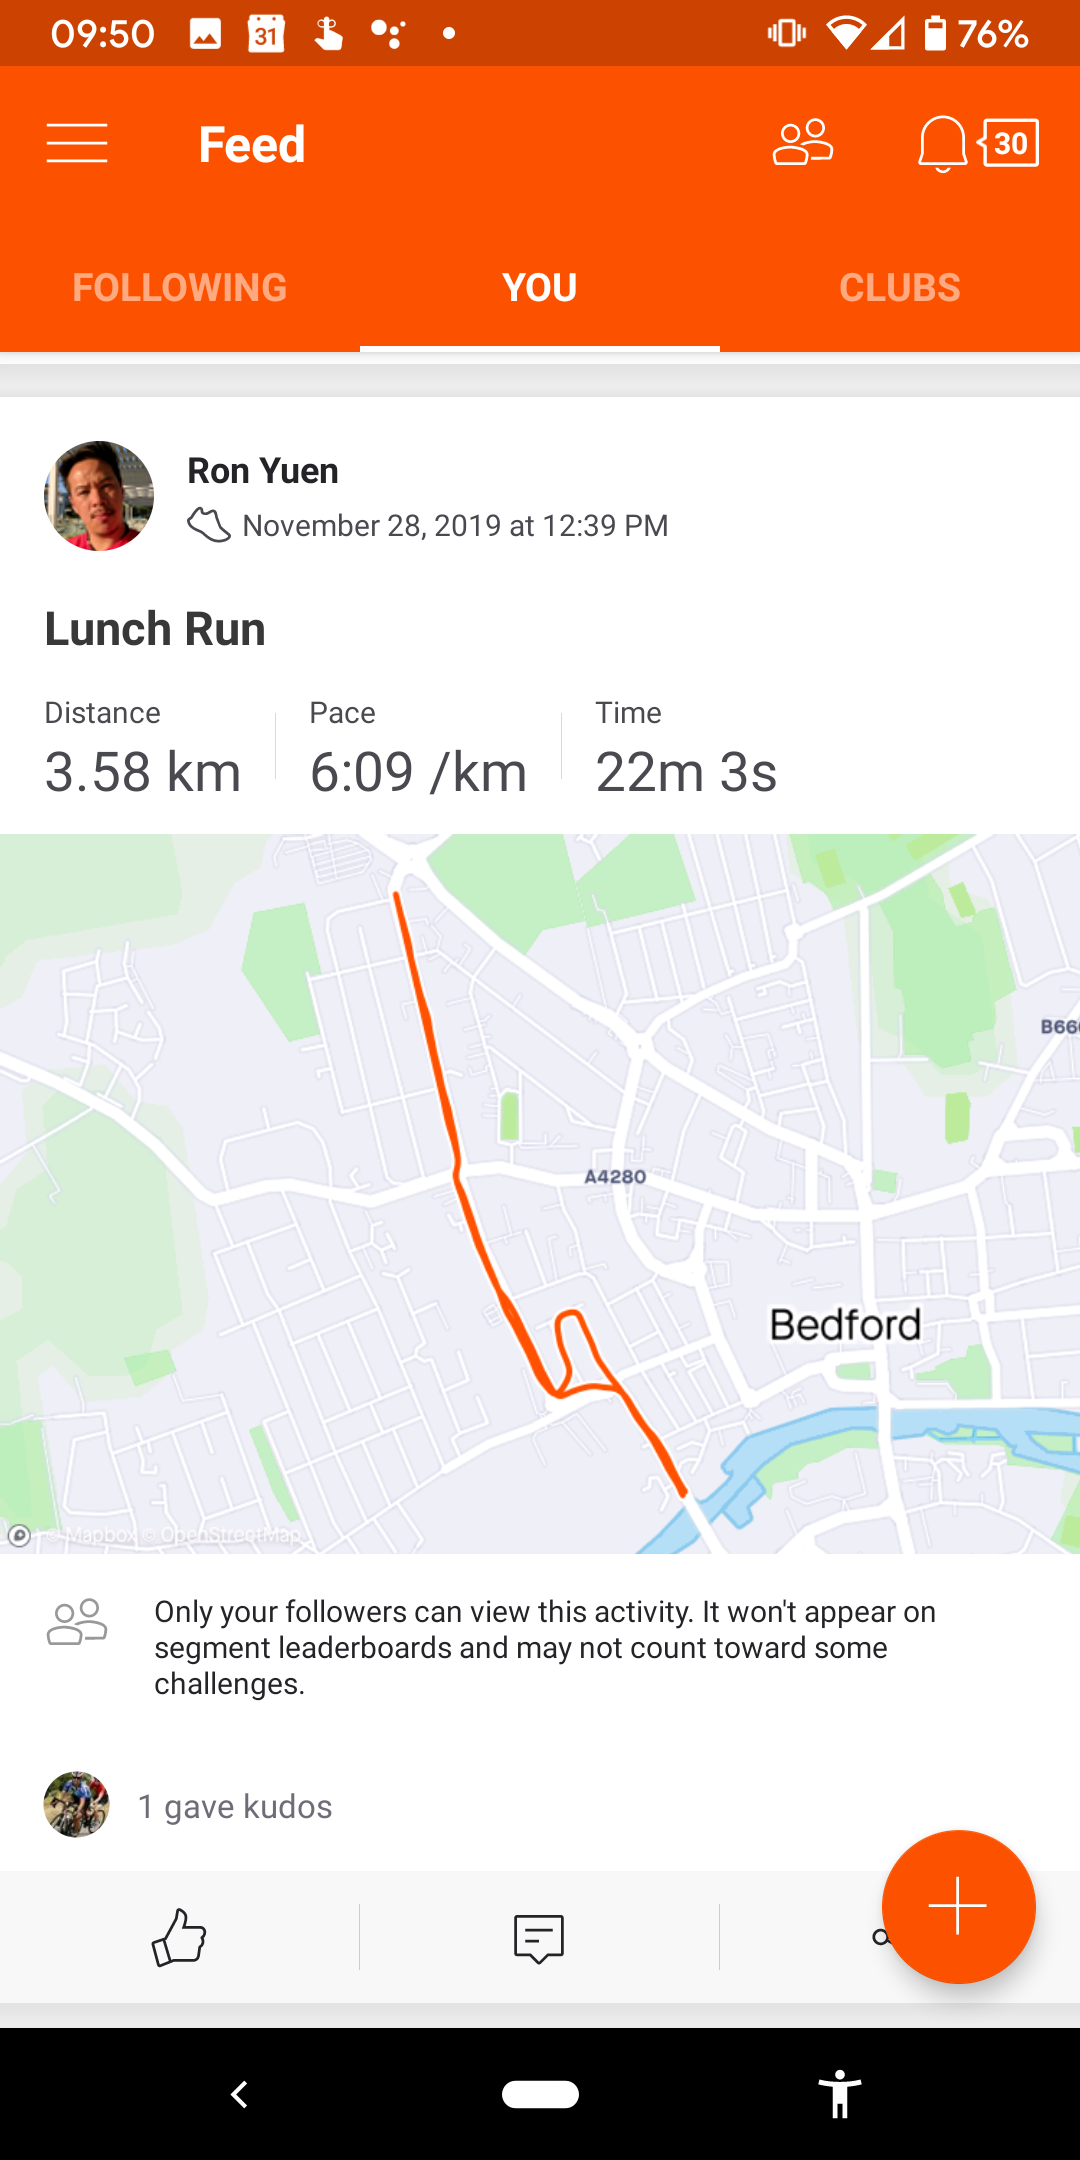 09:50
31
76%
Feed
30
FOLLOWING
YOU
CLUBS
Ron Yuen
November 28, 2019 at 12:39 PM
Lunch Run
Distance
Pace
Time
3.58 km
6:09 /km
22m 3s
B66
A4280
Bedford
© Mapbox © OpenStreetMap
Only your followers can view this activity. It won't appear on
segment leaderboards and may not count toward some
challenges.
1 gave kudos